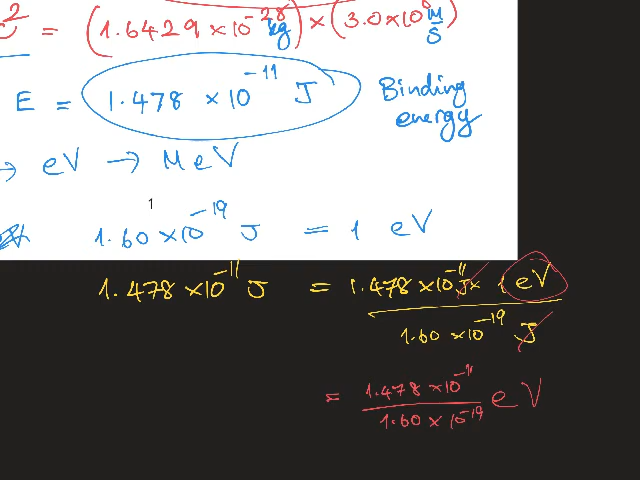 2 = (1.6429 × 10⁻²⁸ kg) × (3.0 × 10⁸ M/S)
E = 1.478 × 10⁻¹¹ J Binding energy
→ eV → MeV
1
1.60 × 10⁻¹⁹ J = 1 eV
1.478 × 10⁻¹¹ J = 1.478 × 10⁻¹¹ J × 1 eV / 1.60 × 10⁻¹⁹ J
= 1.478 × 10⁻¹¹ / 1.60 × 10⁻¹⁹ eV